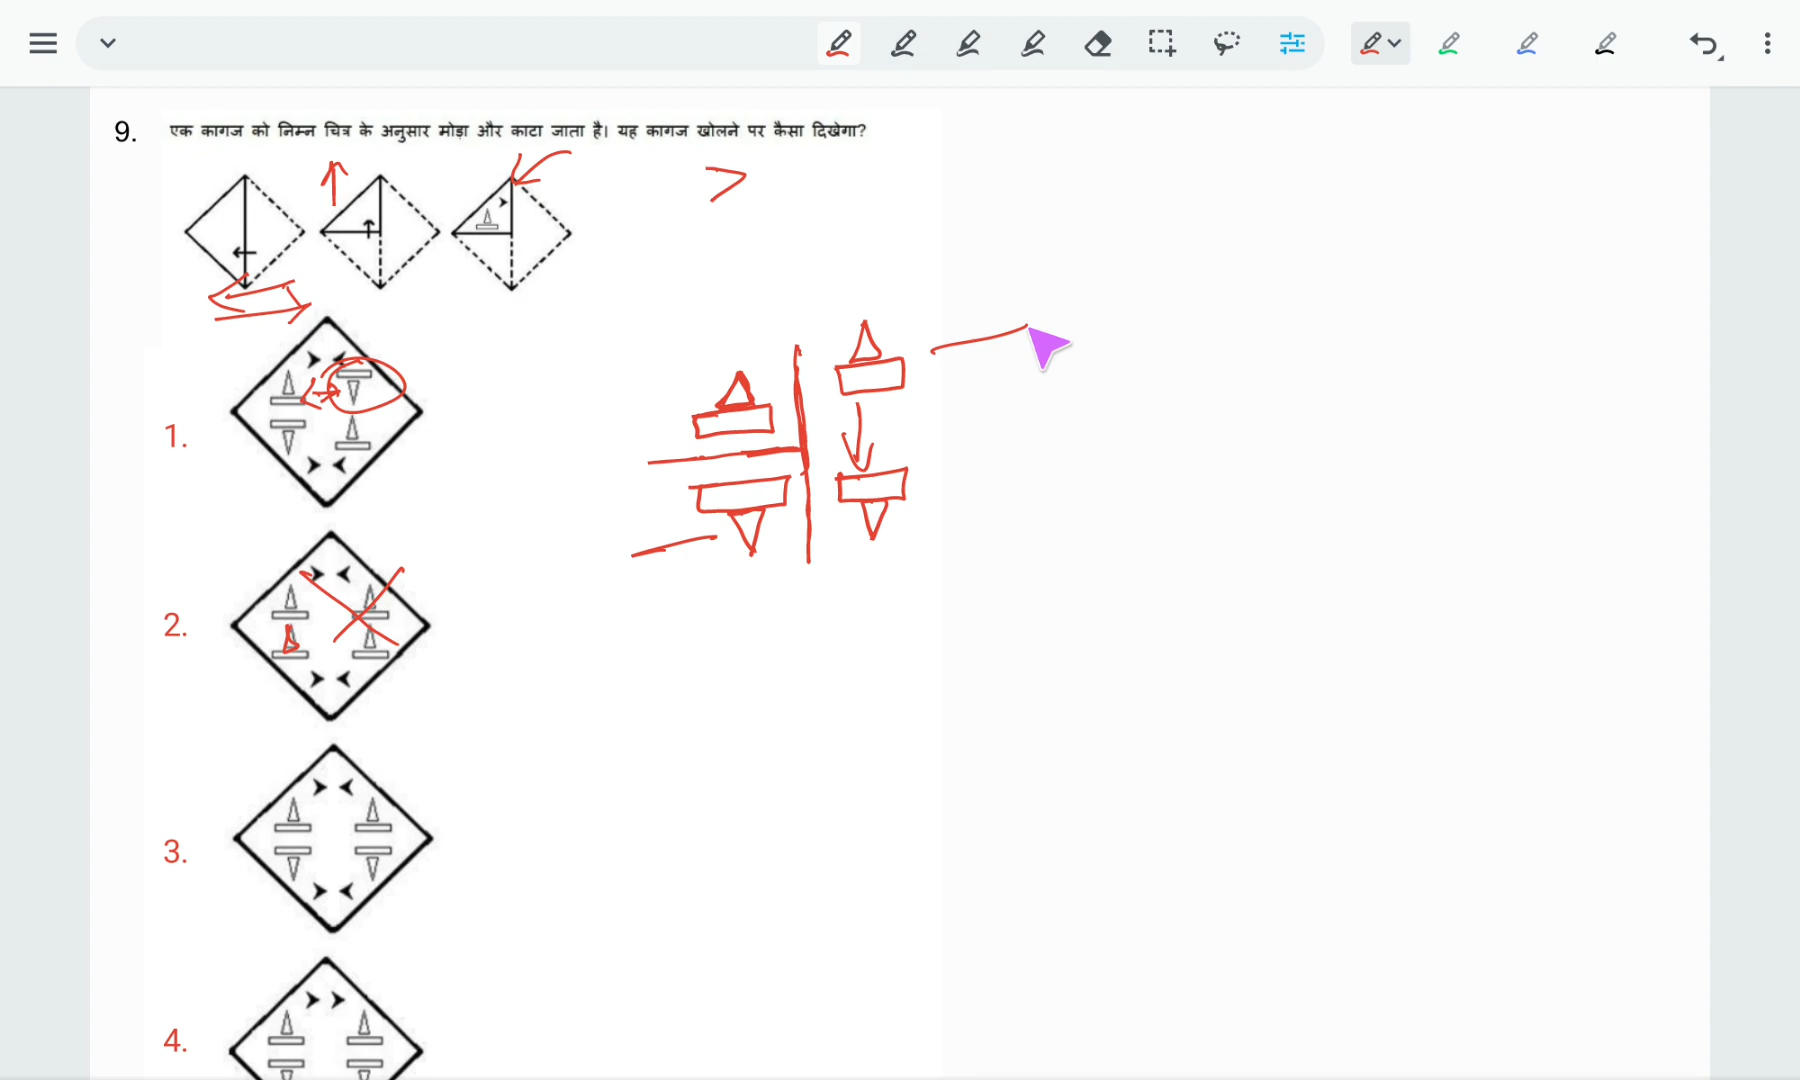 9. एक कागज को निम्न चित्र के अनुसार मोड़ा और काटा जाता है। यह कागज खोलने पर कैसा दिखेगा?
1.
2.
3.
4.